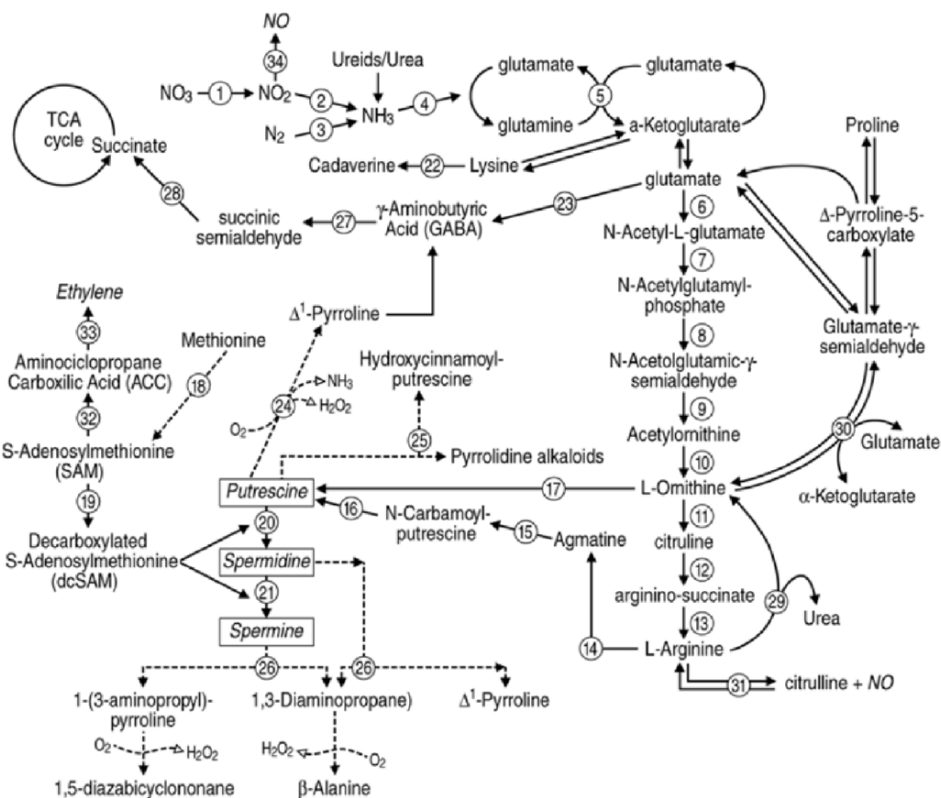 NO
34
Ureids/Urea
glutamate
glutamate
NO3
1
NO2
2
NH3
4
5
N2
3
glutamine
a-Ketoglutarate
Proline
TCA
cycle
Succinate
Cadaverine
22
Lysine
glutamate
28
23
6
succinic
semialdehyde
27
γ-Aminobutyric
Acid (GABA)
N-Acetyl-L-glutamate
Δ-Pyrroline-5-
carboxylate
7
N-Acetylglutamyl-
phosphate
Ethylene
33
Δ1-Pyrroline
8
Glutamate-γ-
semialdehyde
Methionine
Aminociclopropane
Carboxilic Acid (ACC)
18
Hydroxycinnamoyl-
putrescine
N-Acetolglutamic-γ-
semialdehyde
NH3
24
H2O2
O2
9
32
25
Acetylornithine
30
Glutamate
S-Adenosylmethionine
(SAM)
Pyrrolidine alkaloids
10
19
Putrescine
17
L-Ornithine
α-Ketoglutarate
16
N-Carbamoyl-
putrescine
15
Agmatine
11
20
citruline
Decarboxylated
S-Adenosylmethionine
(dcSAM)
Spermidine
12
21
arginino-succinate
29
Urea
Spermine
13
14
L-Arginine
26
26
31
citrulline + NO
1-(3-aminopropyl)-
pyrroline
1,3-Diaminopropane)
Δ1-Pyrroline
O2
H2O2
H2O2
O2
1,5-diazabicyclononane
β-Alanine